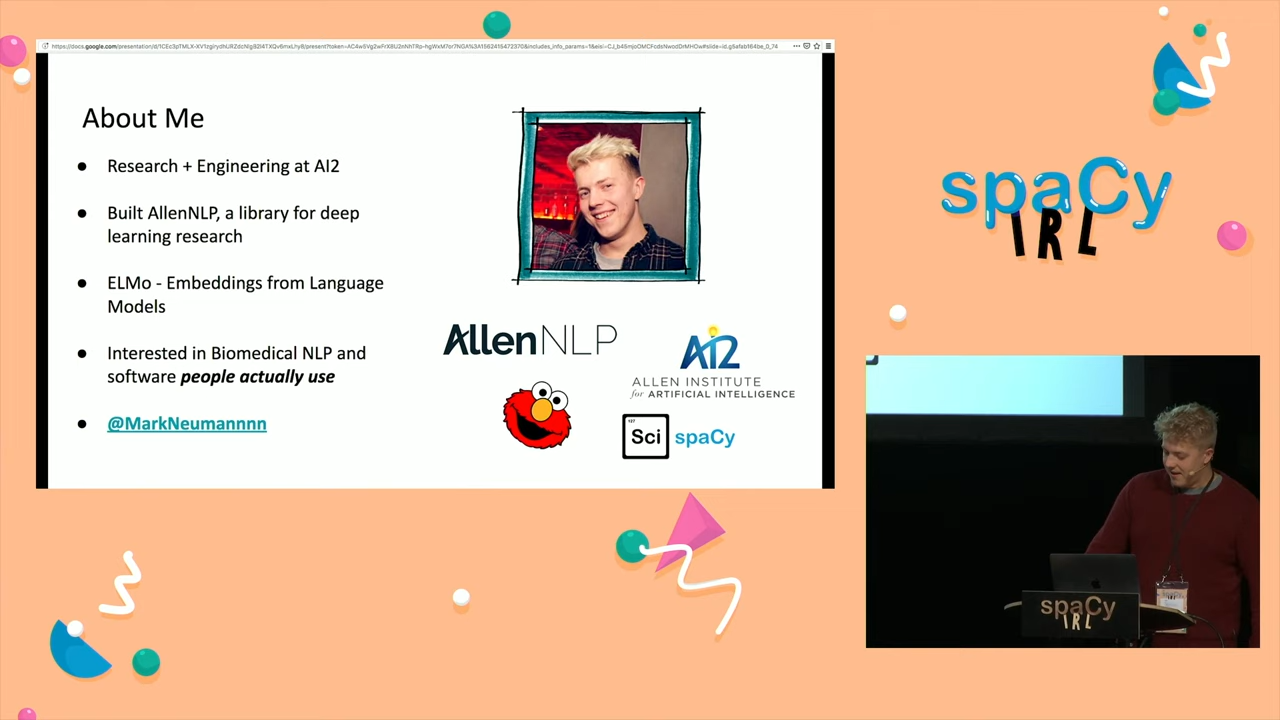 About Me
Research + Engineering at AI2
Built AllenNLP, a library for deep
learning research
ELMo - Embeddings from Language
Models
Interested in Biomedical NLP and
software people actually use
@MarkNeumannnn
AllenNLP
AI2
ALLEN INSTITUTE
for ARTIFICIAL INTELLIGENCE
Sci spaCy
spaCy
IRL
spaCy
IRL